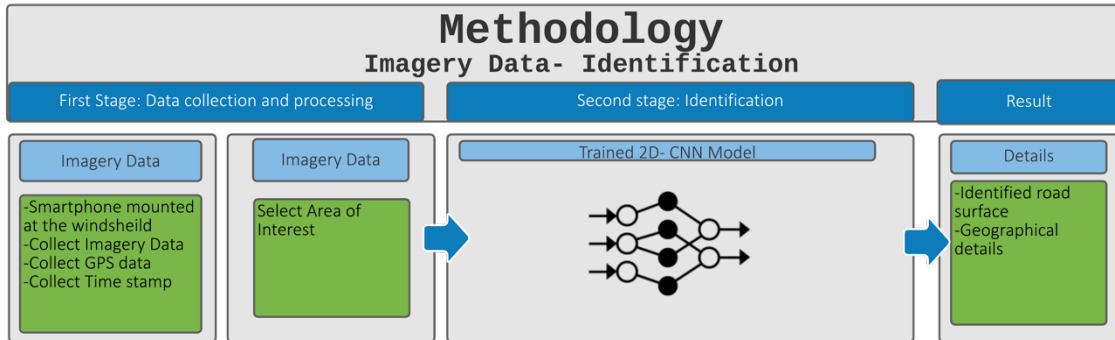 Methodology
Imagery Data- Identification
First Stage: Data collection and processing
Second stage: Identification
Result
Imagery Data
-Smartphone mounted
at the windsheild
-Collect Imagery Data
-Collect GPS data
-Collect Time stamp
Imagery Data
Select Area of
Interest
Trained 2D- CNN Model
Details
-Identified road
surface
-Geographical
details